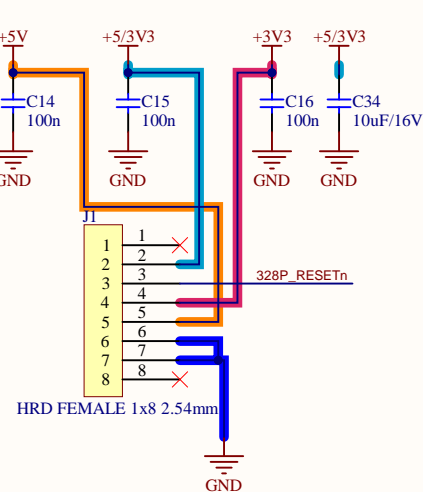 +5V +5/3V3 +3V3 +5/3V3
C14 C15 C16 C34
100n 100n 100n 10uF/16V
GND GND GND GND
J1
1 1
2 2
3 3 328P_RESETn
4 4
5 5
6 6
7 7
8 8
HRD FEMALE 1x8 2.54mm
GND